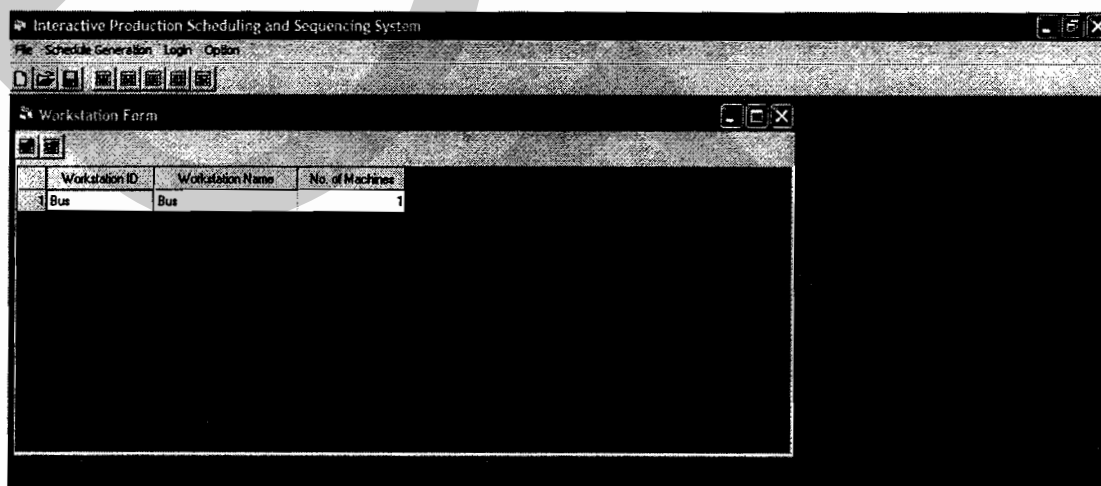 Interactive Production Scheduling and Sequencing System
File Schedule Generation Login Option
Workstation Form
Workstation ID Workstation Name No. of Machines
1 Bus Bus 1